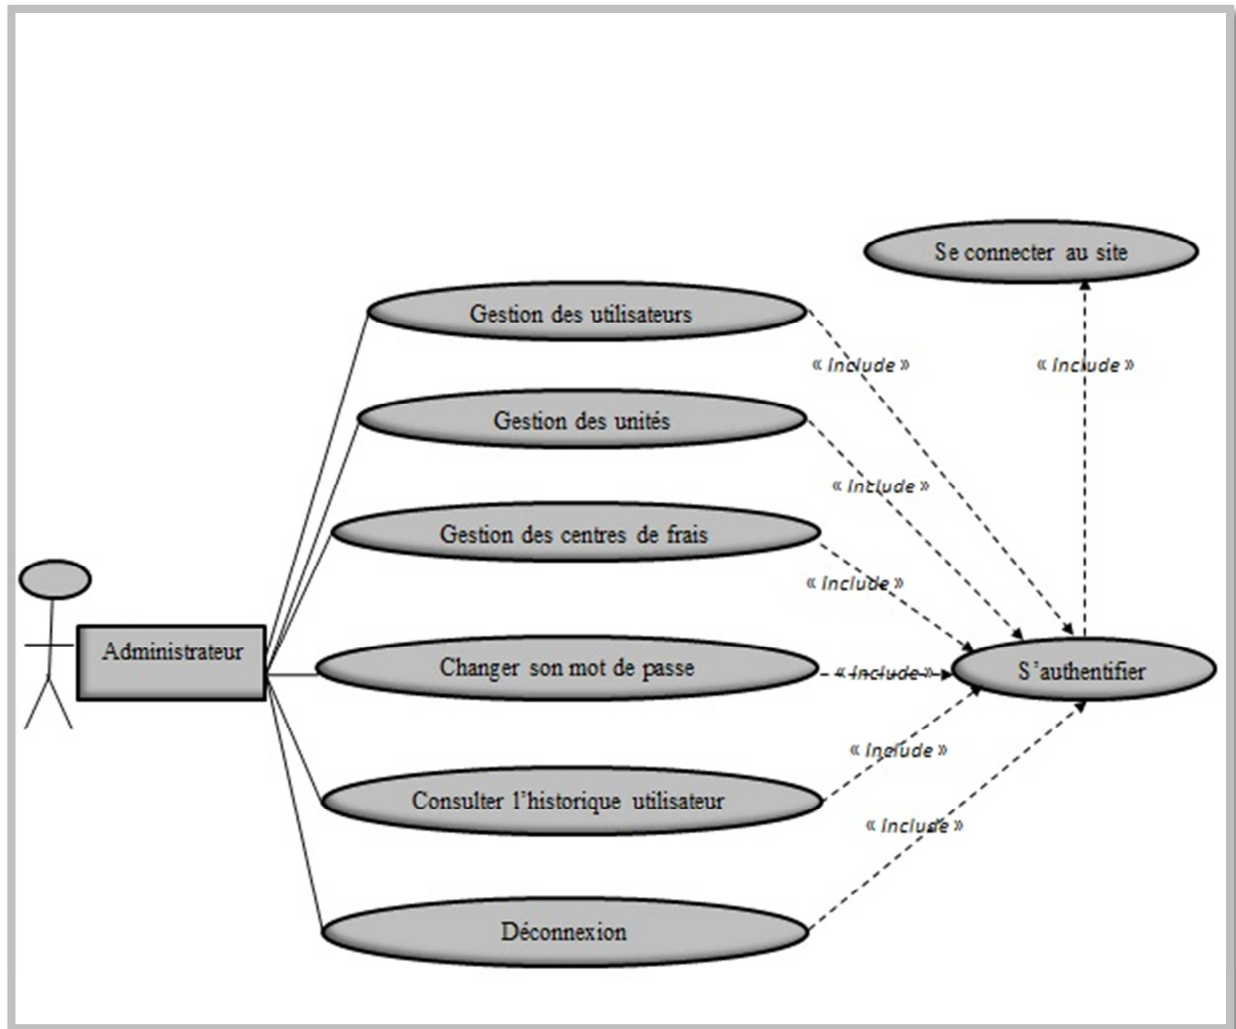 Se connecter au site
Gestion des utilisateurs
« Include »
« Include »
Gestion des unités
« Include »
Gestion des centres de frais
« Include »
Administrateur
Changer son mot de passe
« Include »
S'authentifier
« Include »
Consulter l'historique utilisateur
« Include »
Déconnexion